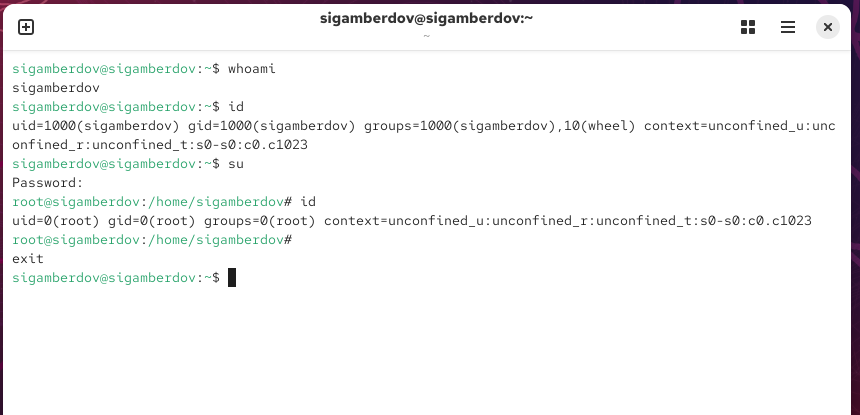 sigamberdov@sigamberdov:~
~
sigamberdov@sigamberdov:~$ whoami
sigamberdov
sigamberdov@sigamberdov:~$ id
uid=1000(sigamberdov) gid=1000(sigamberdov) groups=1000(sigamberdov),10(wheel) context=unconfined_u:unc
onfined_r:unconfined_t:s0-s0:c0.c1023
sigamberdov@sigamberdov:~$ su
Password:
root@sigamberdov:/home/sigamberdov# id
uid=0(root) gid=0(root) groups=0(root) context=unconfined_u:unconfined_r:unconfined_t:s0-s0:c0.c1023
root@sigamberdov:/home/sigamberdov#
exit
sigamberdov@sigamberdov:~$